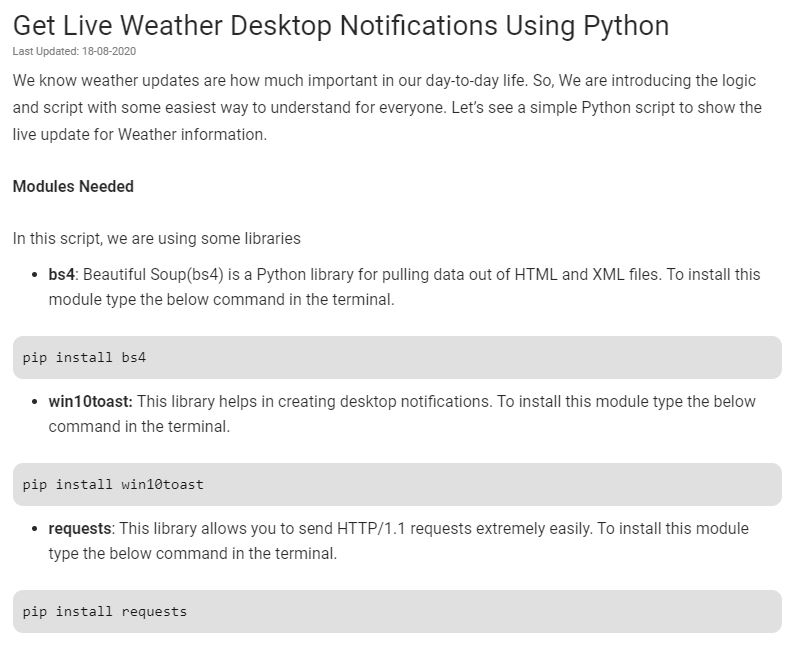 Get Live Weather Desktop Notifications Using Python
Last Updated: 18-08-2020
We know weather updates are how much important in our day-to-day life. So, We are introducing the logic
and script with some easiest way to understand for everyone. Let’s see a simple Python script to show the
live update for Weather information.
Modules Needed
In this script, we are using some libraries
• bs4: Beautiful Soup(bs4) is a Python library for pulling data out of HTML and XML files. To install this
module type the below command in the terminal.
pip install bs4
• win10toast: This library helps in creating desktop notifications. To install this module type the below
command in the terminal.
pip install win10toast
• requests: This library allows you to send HTTP/1.1 requests extremely easily. To install this module
type the below command in the terminal.
pip install requests